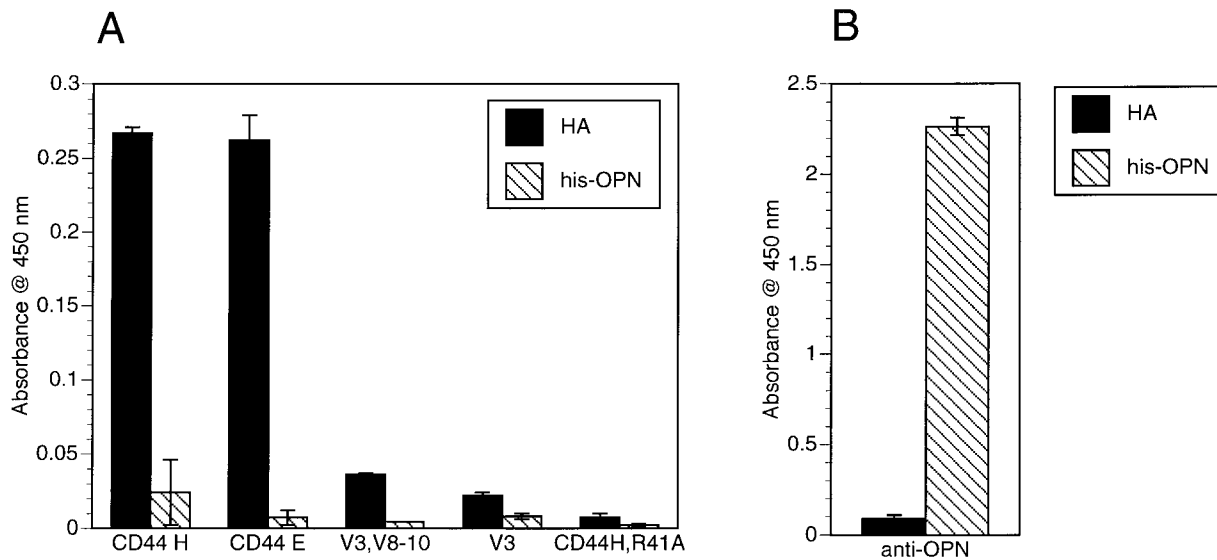 A
Absorbance @ 450 nm
0.3
0.25
0.2
0.15
0.1
0.05
0
HA
his-OPN
CD44 H
CD44 E
V3,V8-10
V3
CD44H,R41A
B
Absorbance @ 450 nm
2.5
2
1.5
1
0.5
0
anti-OPN
HA
his-OPN